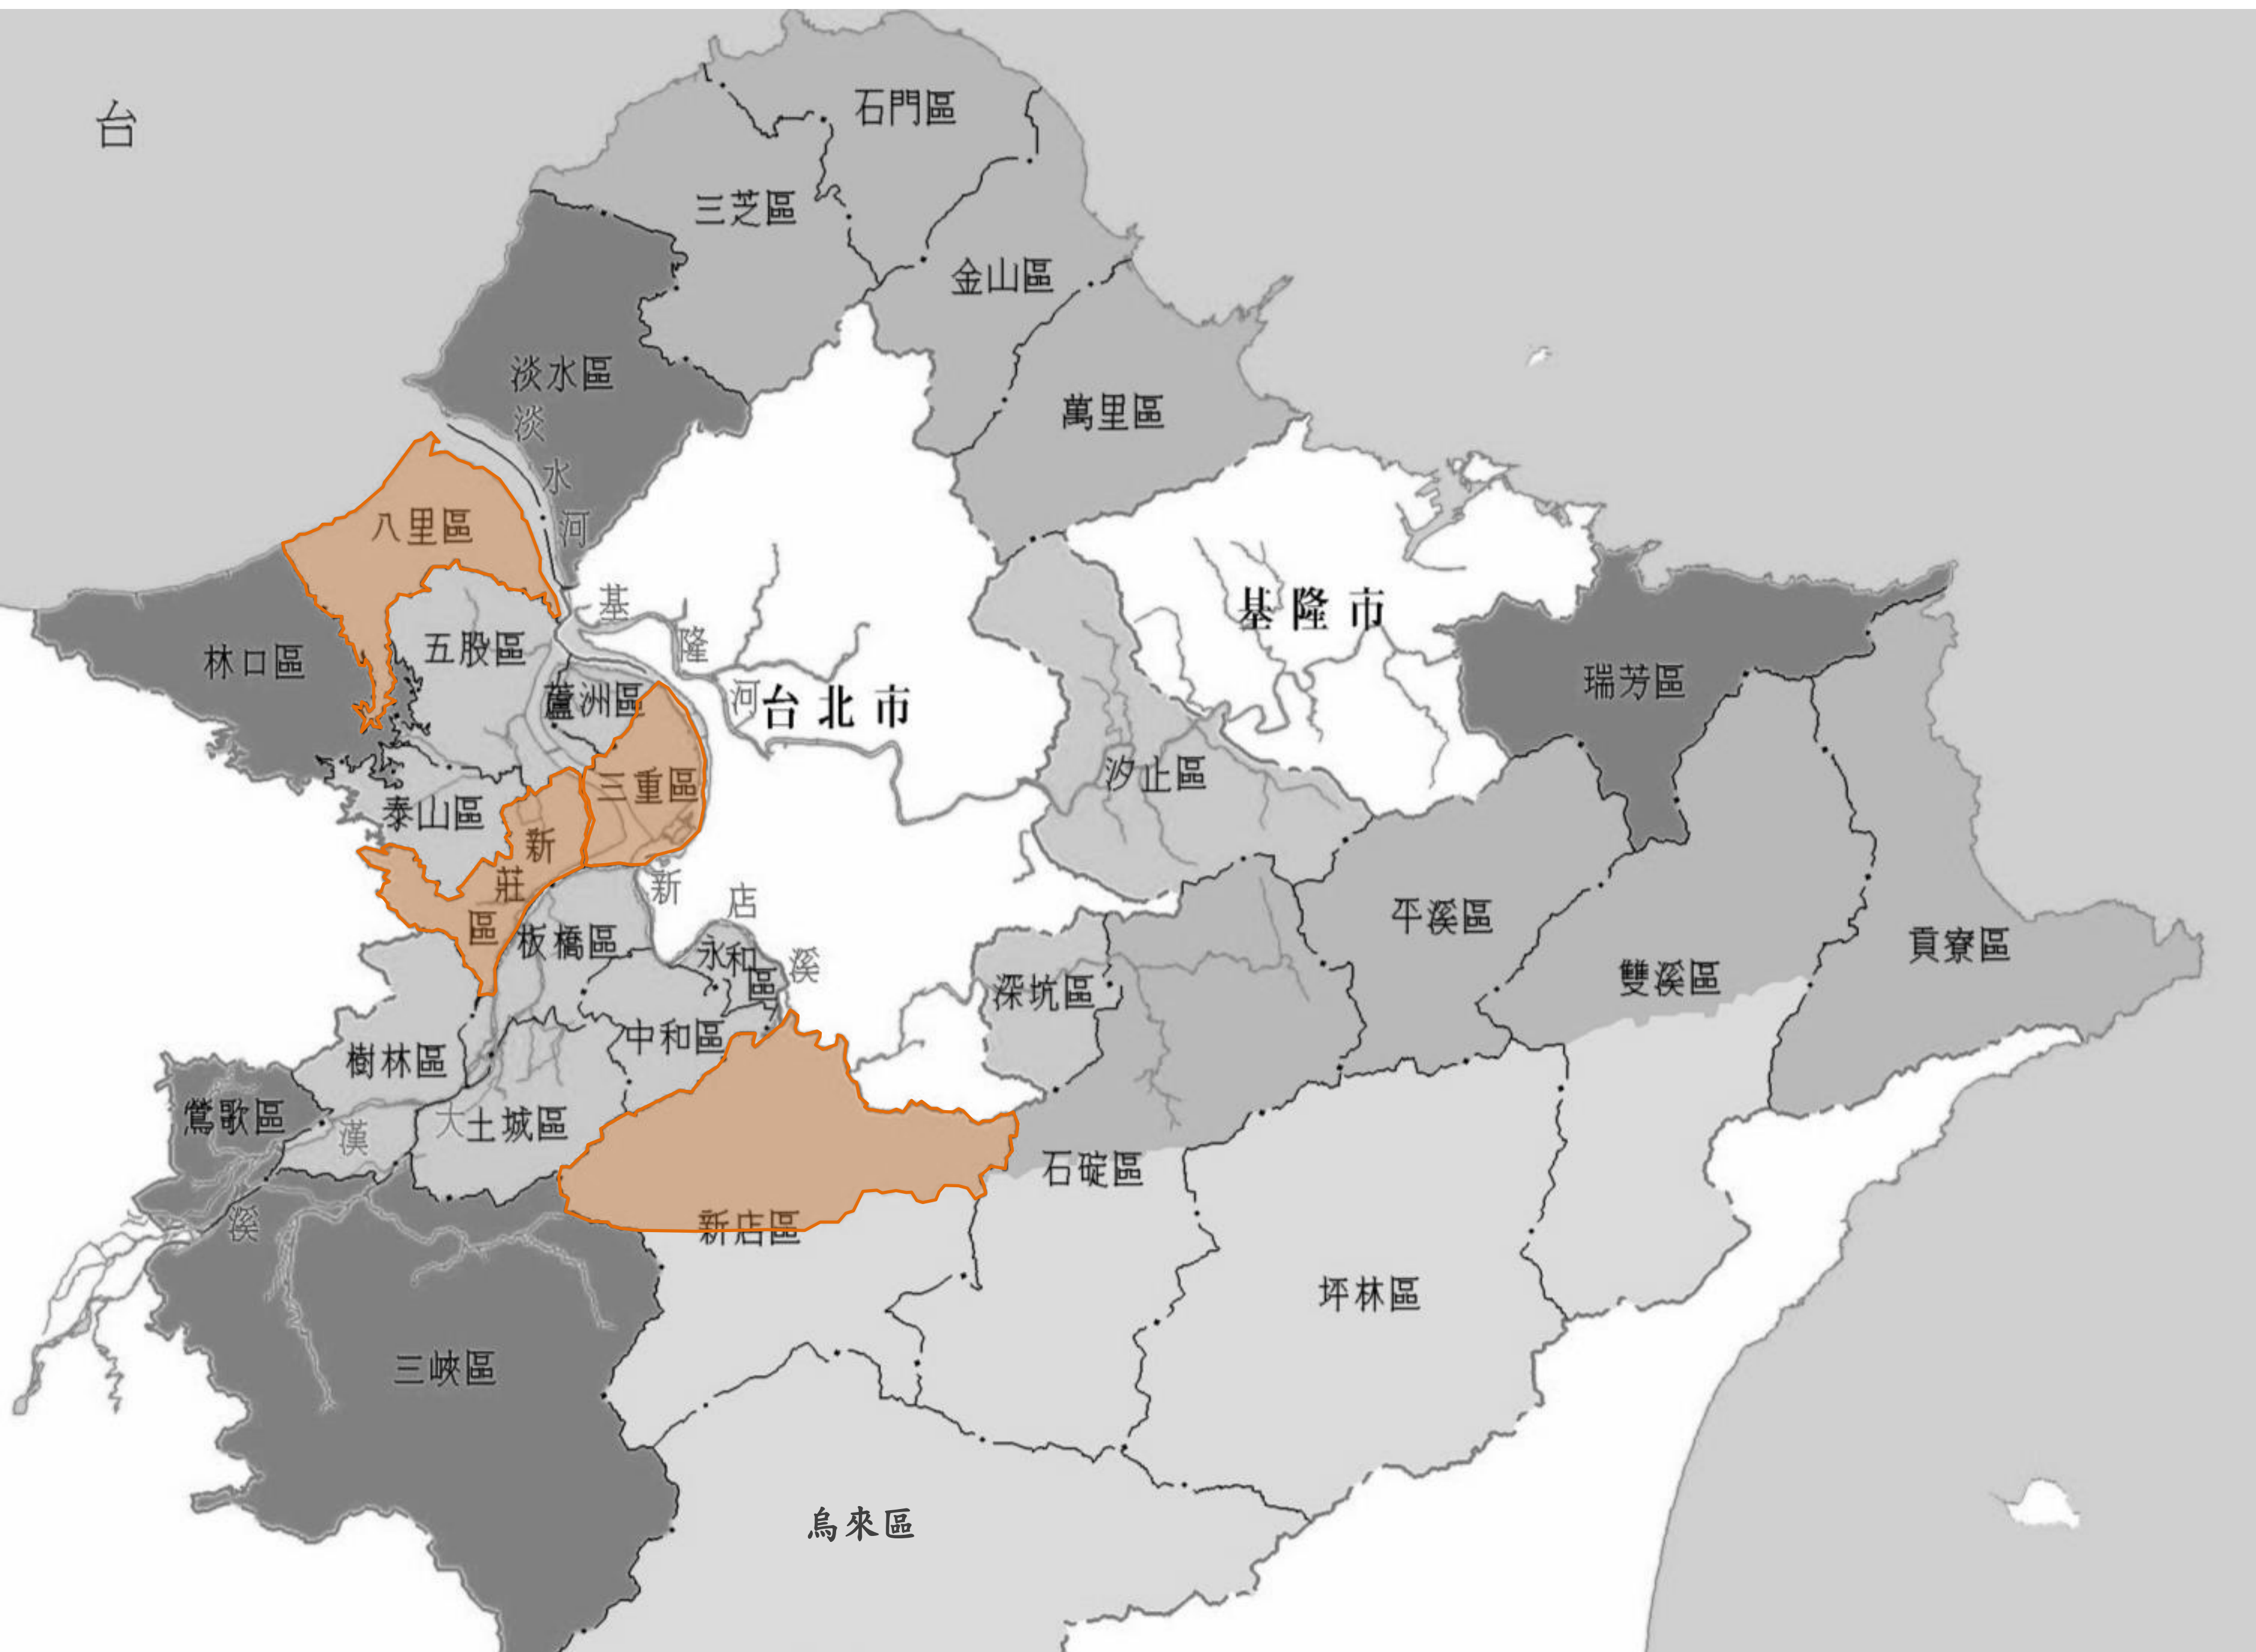 台
石門區
三芝區
金山區
淡水區
萬里區
淡水河
八里區
基隆河
基隆市
五股區
林口區
瑞芳區
蘆洲區
台北市
汐止區
三重區
泰山區
新莊區
新店溪
平溪區
板橋區
永和區
貢寮區
雙溪區
深坑區
中和區
樹林區
鶯歌區
大漢溪
土城區
石碇區
新店區
坪林區
三峽區
烏來區